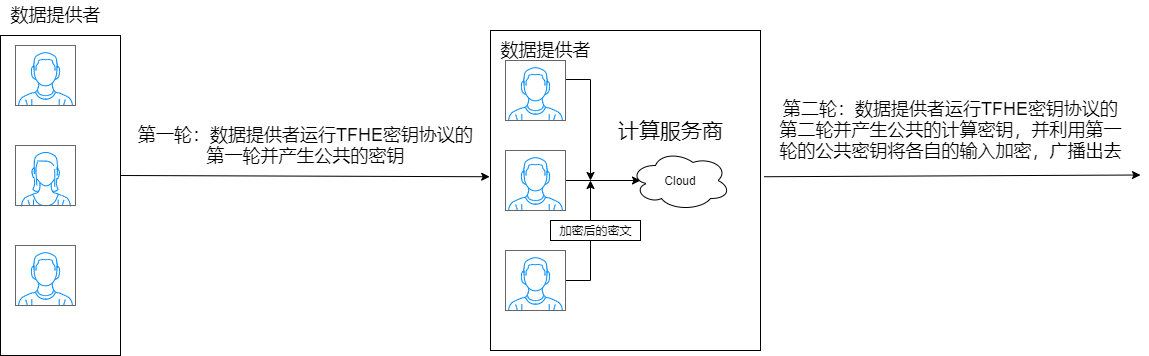 数据提供者
第一轮：数据提供者运行TFHE密钥协议的
第一轮并产生公共的密钥
数据提供者
计算服务商
Cloud
加密后的密文
第二轮：数据提供者运行TFHE密钥协议的
第二轮并产生公共的计算密钥，并利用第一
轮的公共密钥将各自的输入加密，广播出去